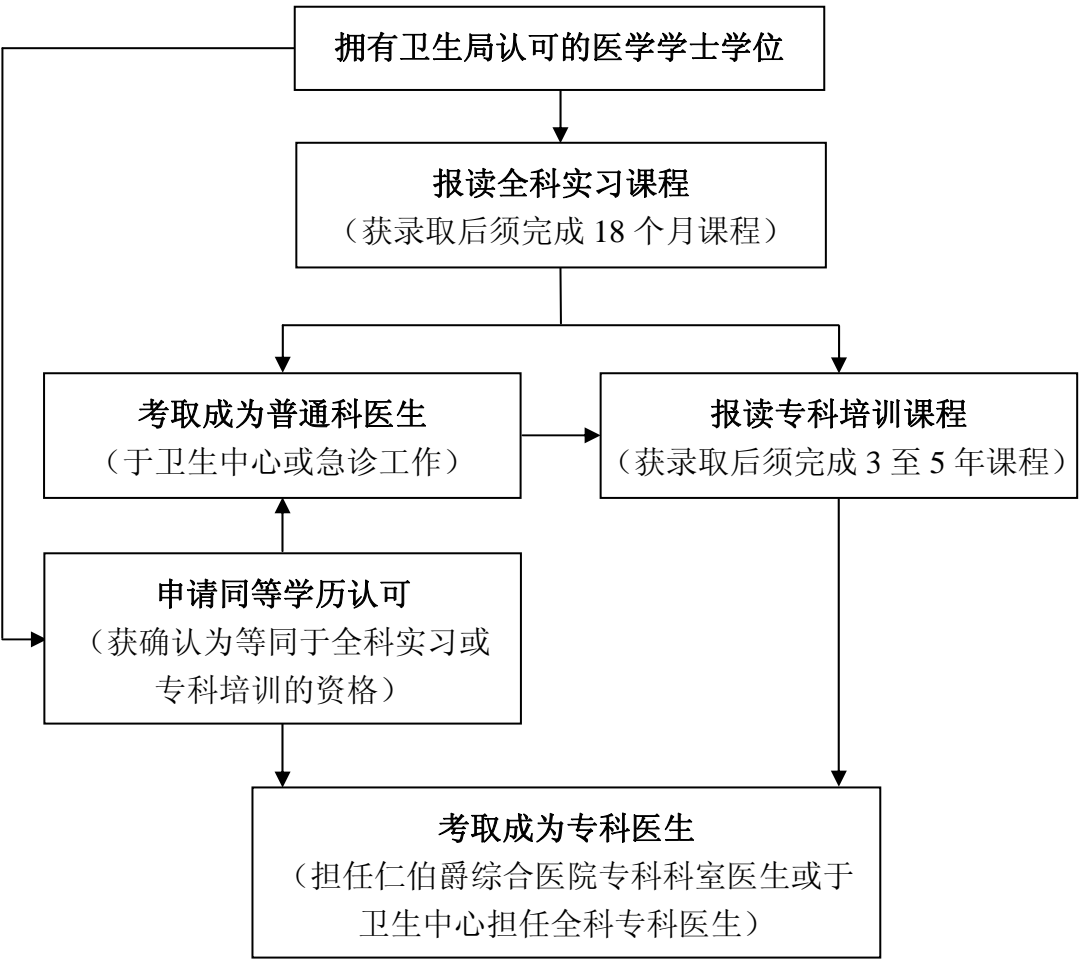 拥有卫生局认可的医学学士学位
报读全科实习课程
（获录取后须完成 18 个月课程）
考取成为普通科医生
（于卫生中心或急诊工作）
报读专科培训课程
（获录取后须完成 3 至 5 年课程）
申请同等学历认可
（获确认为等同于全科实习或
专科培训的资格）
考取成为专科医生
（担任仁伯爵综合医院专科科室医生或于
卫生中心担任全科专科医生）